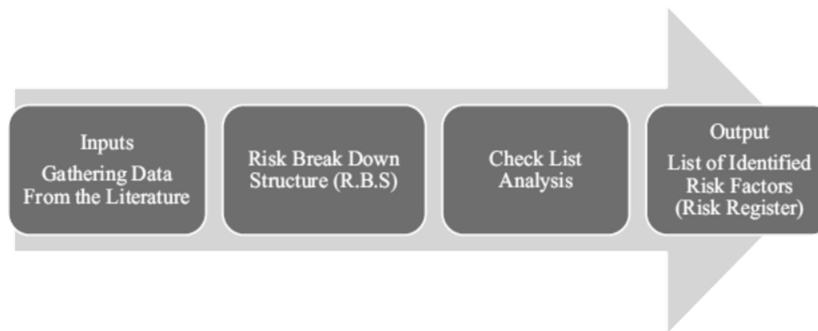 Inputs
Gathering Data
From the Literature
Risk Break Down
Structure (R.B.S)
Check List
Analysis
Output
List of Identified
Risk Factors
(Risk Register)